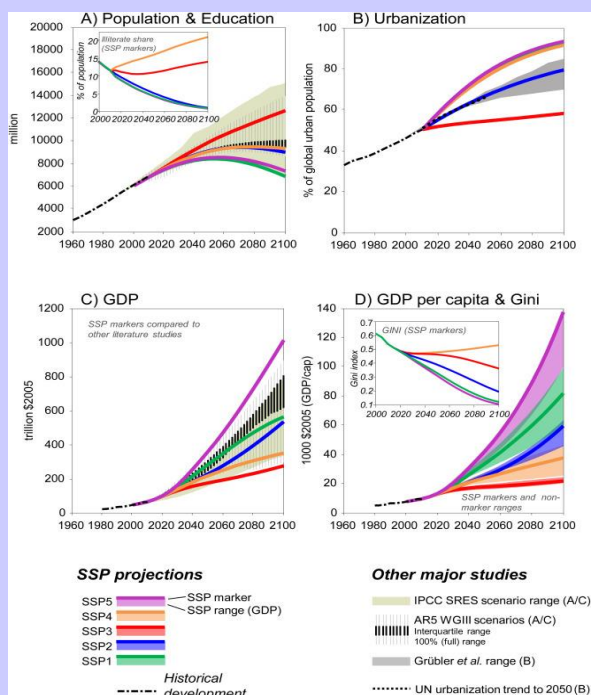 A) Population & Education
20000
18000
16000
14000
12000
10000
8000
6000
4000
2000
million
1960 1980 2000 2020 2040 2060 2080 2100
Illiterate share
(SSP markers)
% of population
25
20
15
10
5
0
2000 2020 2040 2060 2080 2100
B) Urbanization
100
80
60
40
20
0
% of global urban population
1960 1980 2000 2020 2040 2060 2080 2100
C) GDP
1200
1000
800
600
400
200
0
trillion $2005
SSP markers compared to
other literature studies
1960 1980 2000 2020 2040 2060 2080 2100
D) GDP per capita & Gini
140
120
100
80
60
40
20
0
1000 $2005 (GDP/cap)
GINI (SSP markers)
Gini index
0.7
0.6
0.5
0.4
0.3
0.2
0.1
2000 2020 2040 2060 2080 2100
SSP markers and non-
marker ranges
1960 1980 2000 2020 2040 2060 2080 2100
SSP projections
SSP5
SSP4
SSP3
SSP2
SSP1
SSP marker
SSP range (GDP)
Historical
development
Other major studies
IPCC SRES scenario range (A/C)
AR5 WGIII scenarios (A/C)
Interquartile range
100% (full) range
Grübler et al. range (B)
UN urbanization trend to 2050 (B)